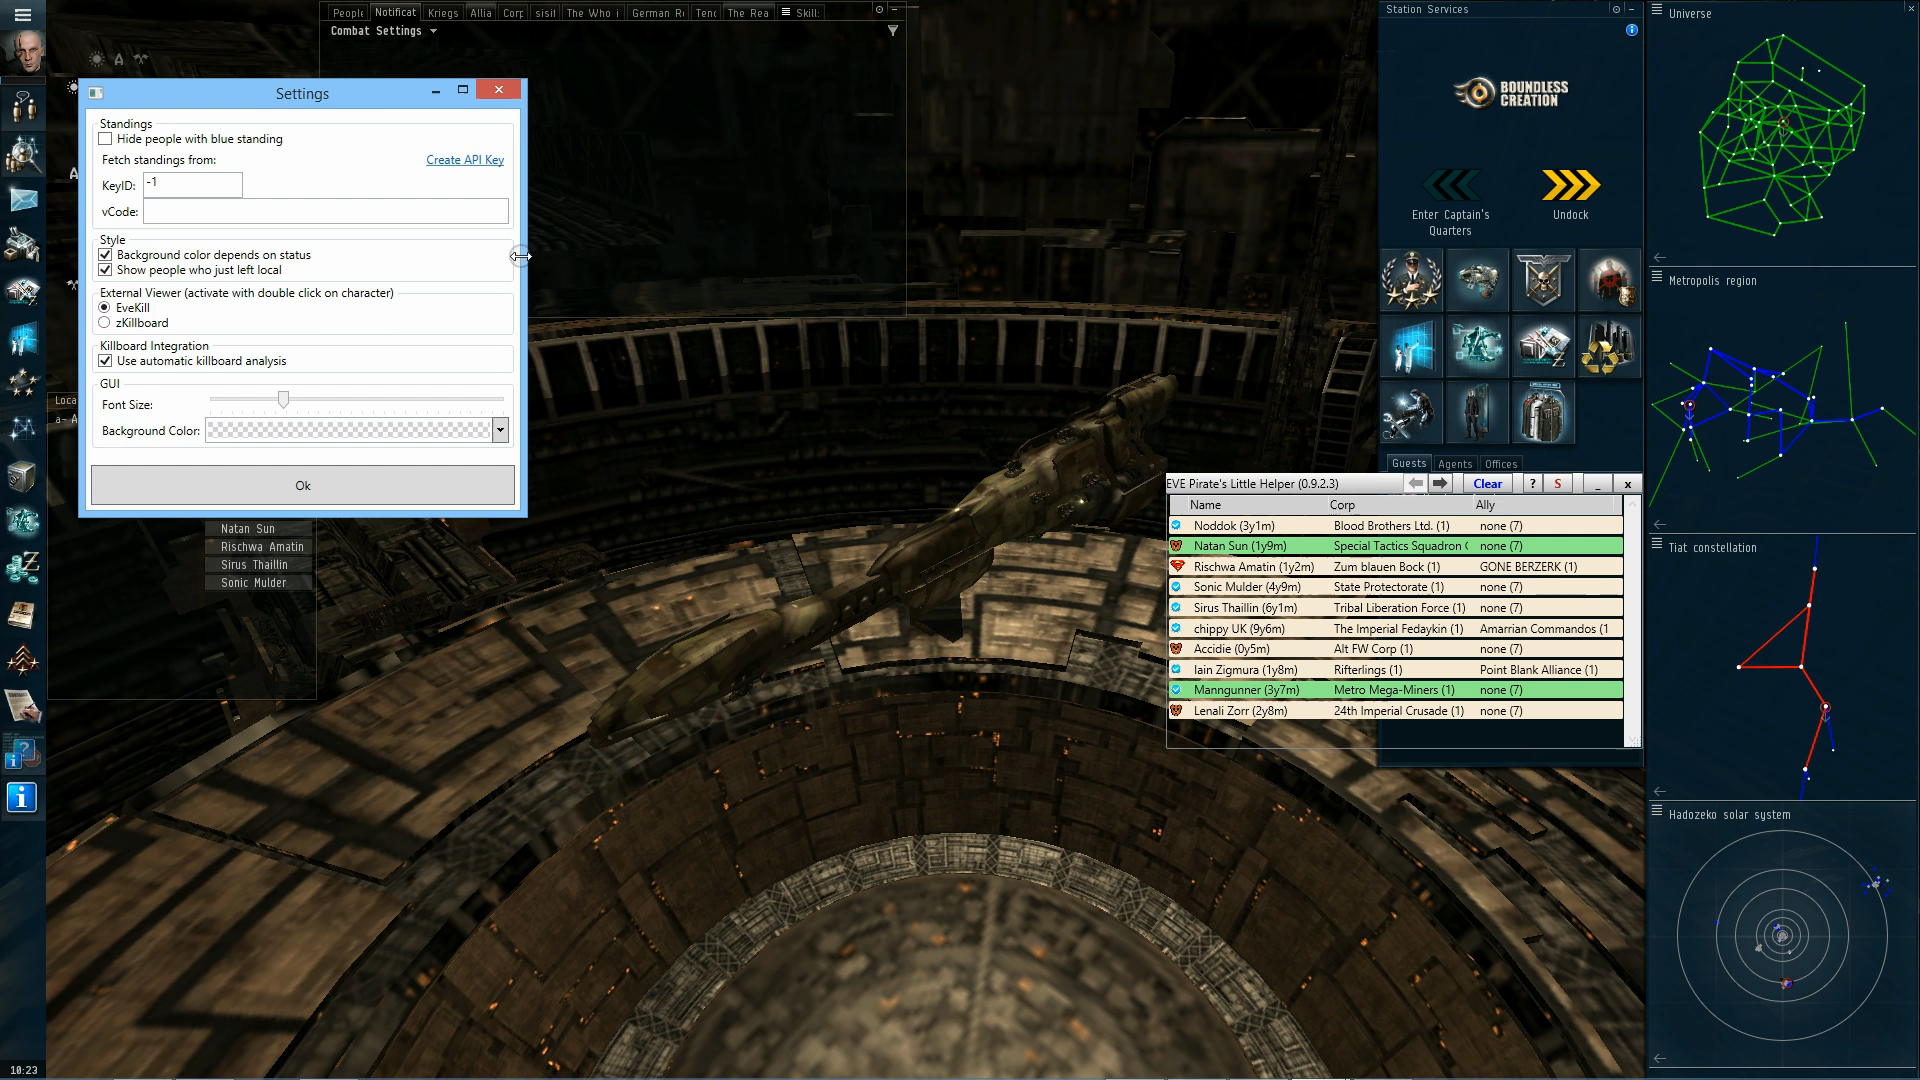 People
Notificat
Kriegs
Allia
Corp
sisi
The Who i
German R
Tenc
The Rea
Skill:
Combat Settings
Settings
Standings
Hide people with blue standing
Fetch standings from:
Create API Key
KeyID:
-1
vCode:
Style
Background color depends on status
Show people who just left local
External Viewer (activate with double click on character)
EveKill
zKillboard
Killboard Integration
Use automatic killboard analysis
GUI
Font Size:
Background Color:
Ok
Loca
a- A
Natan Sun
Rischwa Amatin
Sirus Thaillin
Sonic Mulder
10:23
Station Services
BOUNDLESS
CREATION
Enter Captain's
Quarters
Undock
Guests
Agents
Offices
EVE Pirate's Little Helper (0.9.2.3)
Clear
?
S
_
x
Name Corp Ally
Noddok (3y1m) Blood Brothers Ltd. (1) none (7)
Natan Sun (1y9m) Special Tactics Squadron ( none (7)
Rischwa Amatin (1y2m) Zum blauen Bock (1) GONE BERZERK (1)
Sonic Mulder (4y9m) State Protectorate (1) none (7)
Sirus Thaillin (6y1m) Tribal Liberation Force (1) none (7)
chippy UK (9y6m) The Imperial Fedaykin (1) Amarrian Commandos (1
Accidie (0y5m) Alt FW Corp (1) none (7)
Iain Zigmura (1y8m) Rifterlings (1) Point Blank Alliance (1)
Manngunner (3y7m) Metro Mega-Miners (1) none (7)
Lenali Zorr (2y8m) 24th Imperial Crusade (1) none (7)
Universe
Metropolis region
Tiat constellation
Hadozeko solar system